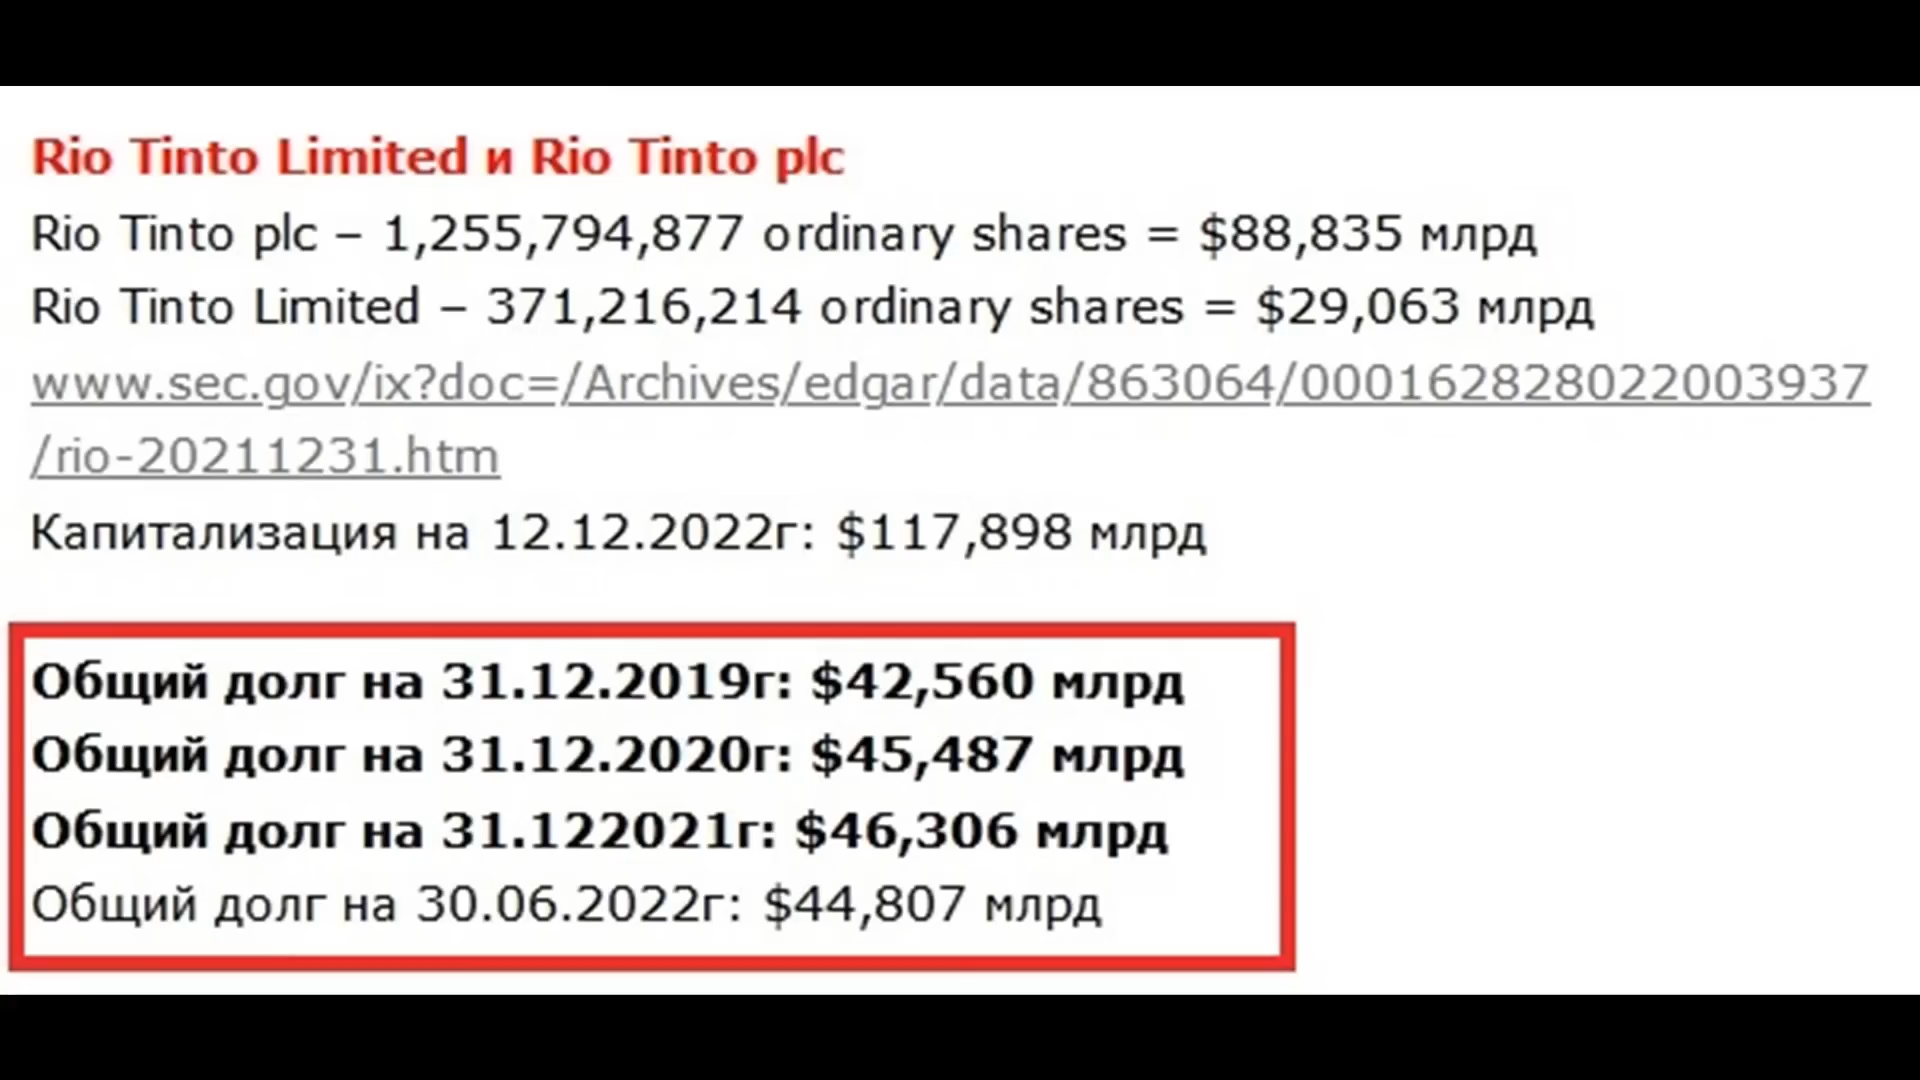 Rio Tinto Limited и Rio Tinto plc
Rio Tinto plc – 1,255,794,877 ordinary shares = $88,835 млрд
Rio Tinto Limited – 371,216,214 ordinary shares = $29,063 млрд
www.sec.gov/ix?doc=/Archives/edgar/data/863064/000162828022003937
/rio-20211231.htm
Капитализация на 12.12.2022г: $117,898 млрд
Общий долг на 31.12.2019г: $42,560 млрд
Общий долг на 31.12.2020г: $45,487 млрд
Общий долг на 31.122021г: $46,306 млрд
Общий долг на 30.06.2022г: $44,807 млрд